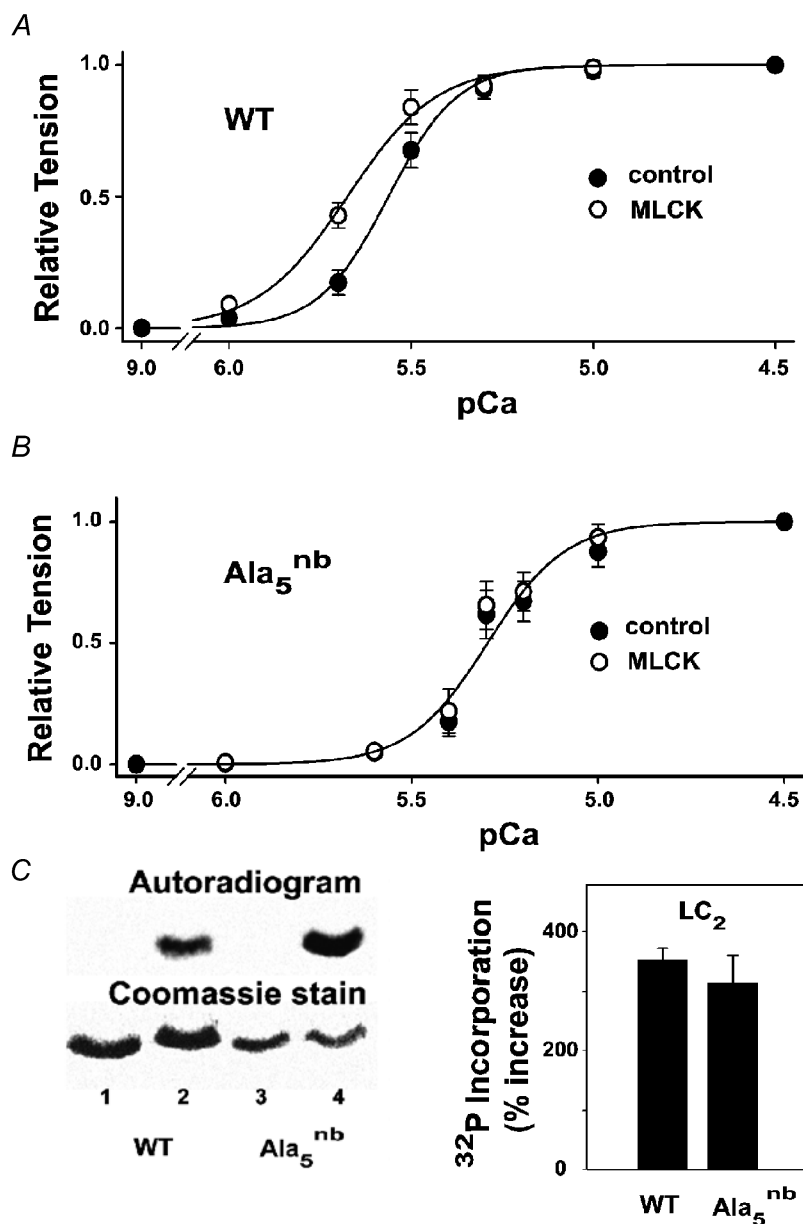 A
Relative Tension
1.0
0.5
0.0
WT
control
MLCK
9.0 6.0 5.5 5.0 4.5
pCa
B
Relative Tension
1.0
0.5
0.0
Ala5nb
control
MLCK
9.0 6.0 5.5 5.0 4.5
pCa
C
Autoradiogram
Coomassie stain
1 2 3 4
WT Ala5nb
32P Incorporation
(% increase)
400
200
0
LC2
WT Ala5nb